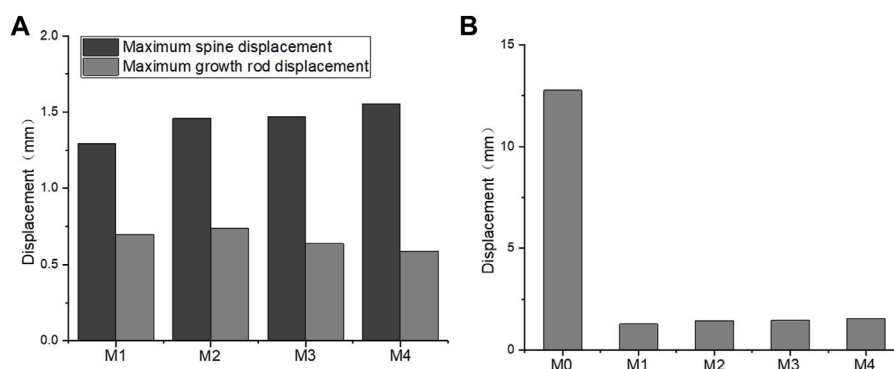 A
Displacement（mm）
2.0
1.5
1.0
0.5
0.0
Maximum spine displacement
Maximum growth rod displacement
M1 M2 M3 M4
B
Displacement（mm）
15
10
5
0
M0 M1 M2 M3 M4